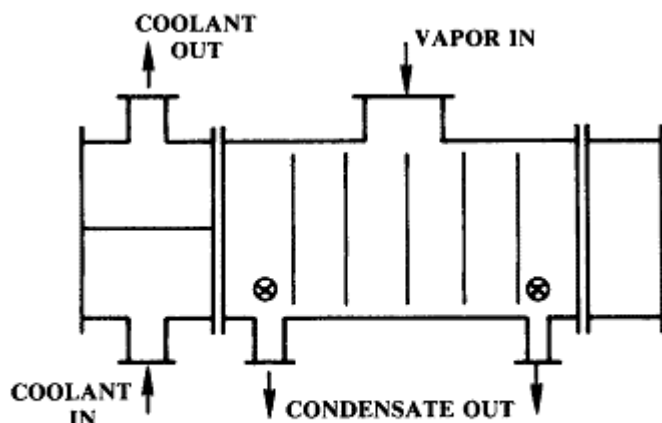 COOLANT
OUT
VAPOR IN
COOLANT
IN
CONDENSATE OUT